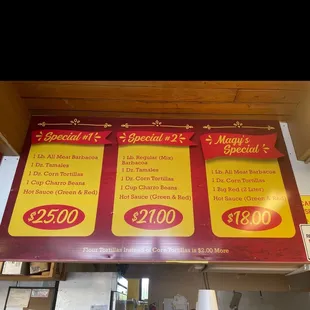 Special #1
1 Lb. All Meat Barbacoa
1 Dz. Tamales
1 Dz. Corn Tortillas
1 Cup Charro Beans
Hot Sauce (Green & Red)
$25.00
Special #2
1 Lb. Regular (Mix)
Barbacoa
1 Dz. Tamales
1 Dz. Corn Tortillas
1 Cup Charro Beans
Hot Sauce (Green & Red)
$21.00
Magy's
Special
1 Lb. All Meat Barbacoa
1 Dz. Corn Tortillas
1 Big Red (2 Liter)
Hot Sauce (Green & Red)
$18.00
Flour Tortillas Instead of Corn Tortillas is $2.00 More